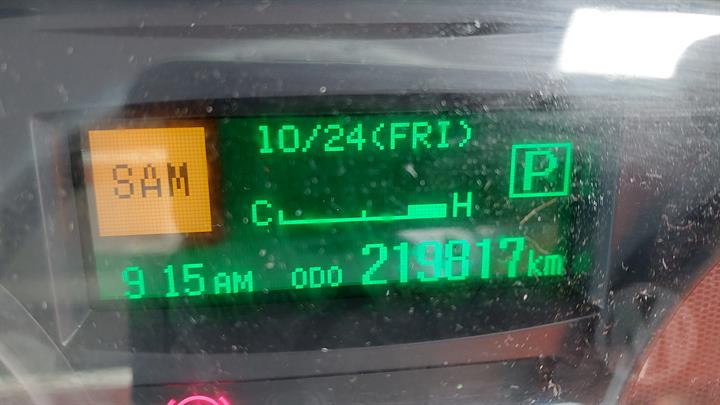 10/24(FRI)
SAM
P
C H
9 15 AM ODO 219817km